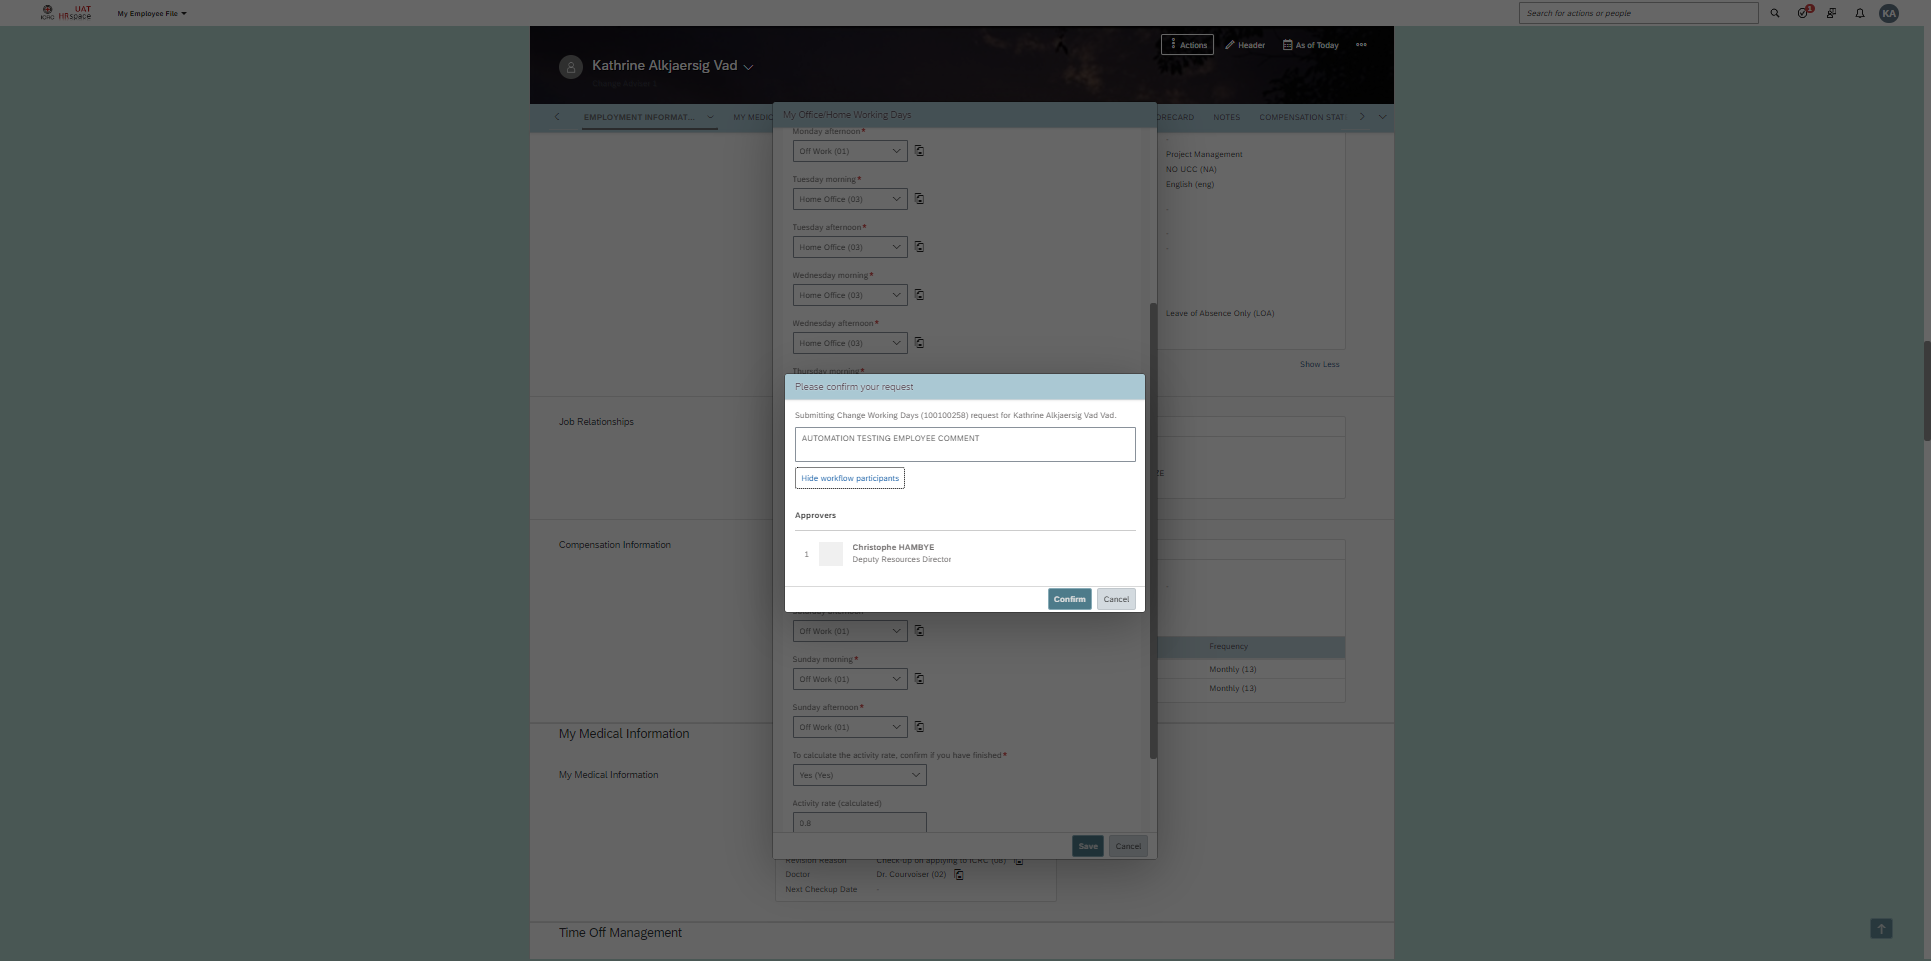 ICRC
UAT
HRspace
My Employee File
Search for actions or people
1
KA
Kathrine Alkjaersig Vad
Actions
Header
As of Today
EMPLOYMENT INFORMAT...
MY MEDIC
ORECARD
NOTES
COMPENSATION STAT
My Office/Home Working Days
Monday afternoon*
Off Work (01)
Tuesday morning*
Home Office (03)
Tuesday afternoon*
Home Office (03)
Wednesday morning*
Home Office (03)
Wednesday afternoon*
Home Office (03)
Thursday morning*
Project Management
NO UCC (NA)
English (eng)
Leave of Absence Only (LOA)
Show Less
Please confirm your request
Submitting Change Working Days (100100258) request for Kathrine Alkjaersig Vad Vad.
AUTOMATION TESTING EMPLOYEE COMMENT
Hide workflow participants
Approvers
1
Christophe HAMBYE
Deputy Resources Director
Confirm
Cancel
Job Relationships
Compensation Information
Off Work (01)
Sunday morning*
Off Work (01)
Sunday afternoon*
Off Work (01)
To calculate the activity rate, confirm if you have finished*
Yes (Yes)
Activity rate (calculated)
0.8
Save
Cancel
Frequency
Monthly (13)
Monthly (13)
My Medical Information
My Medical Information
Revision Reason
Check up on applying to ICRC (06)
Doctor
Dr. Courvoiser (02)
Next Checkup Date
-
Time Off Management